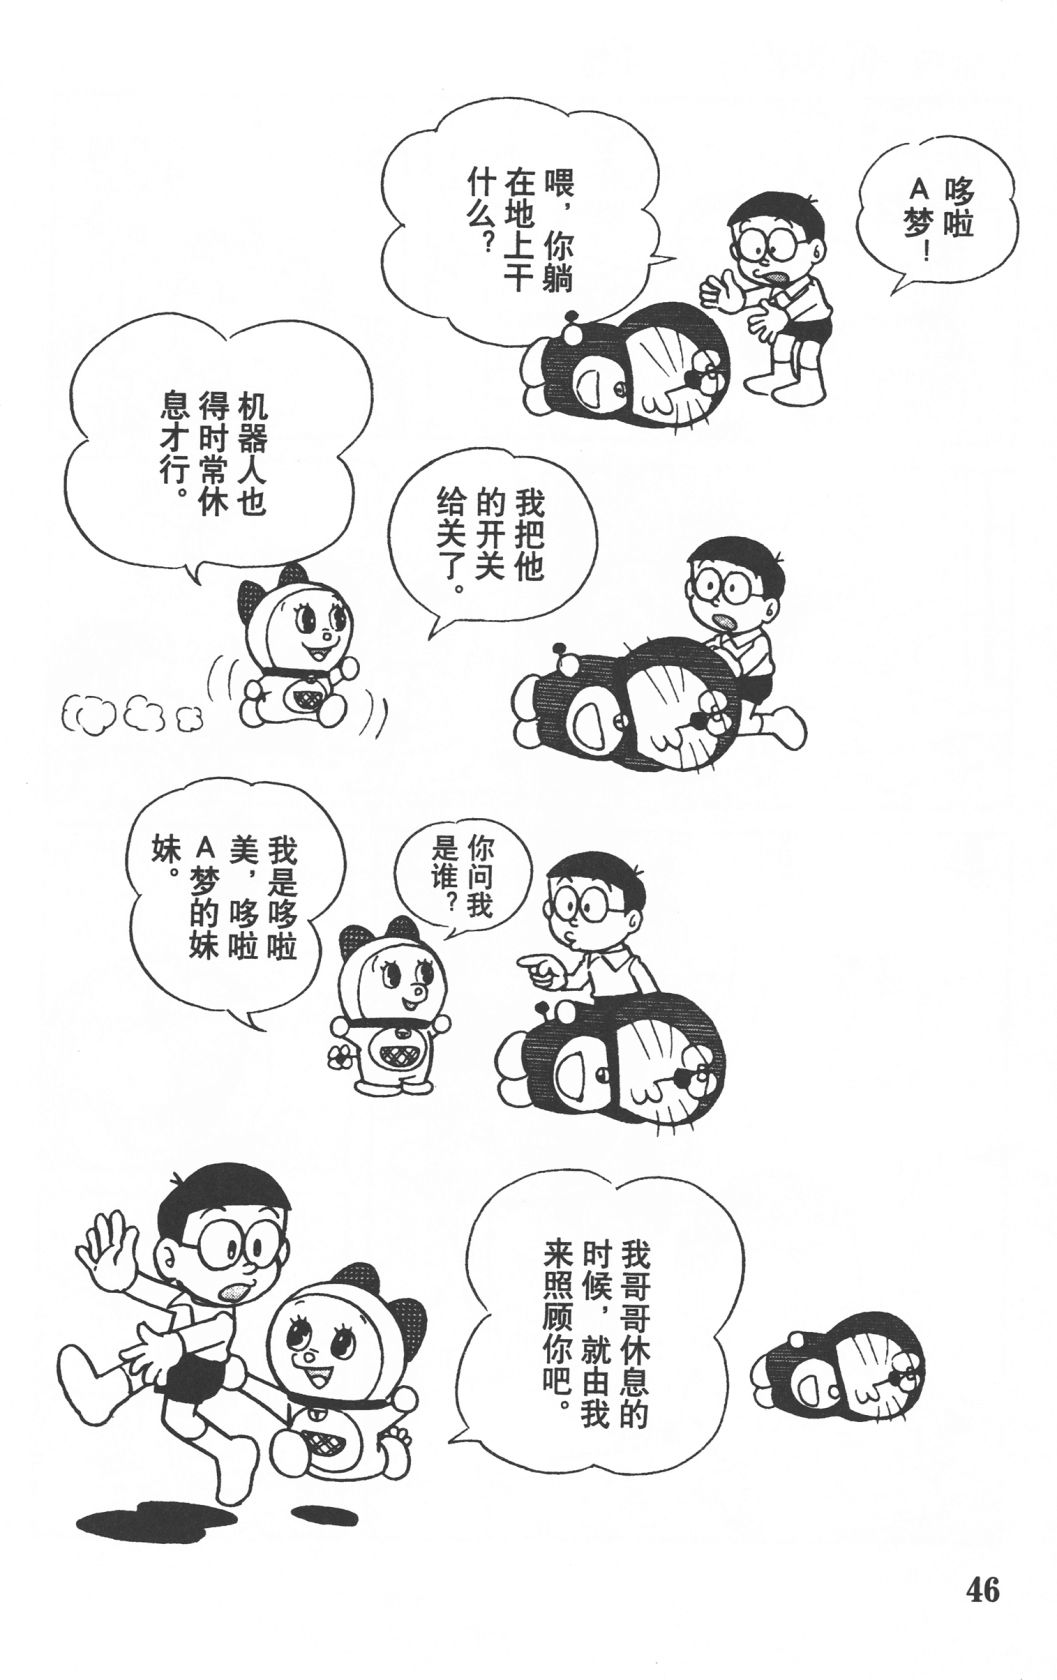 哆啦
A梦！
喂，你躺
在地上干
什么？
我把他
的开关
给关了。
机器人也
得时常休
息才行。
你问我
是谁？
我是哆啦
美，哆啦
A梦的妹
妹。
我哥哥休息的
时候，就由我
来照顾你吧。
46